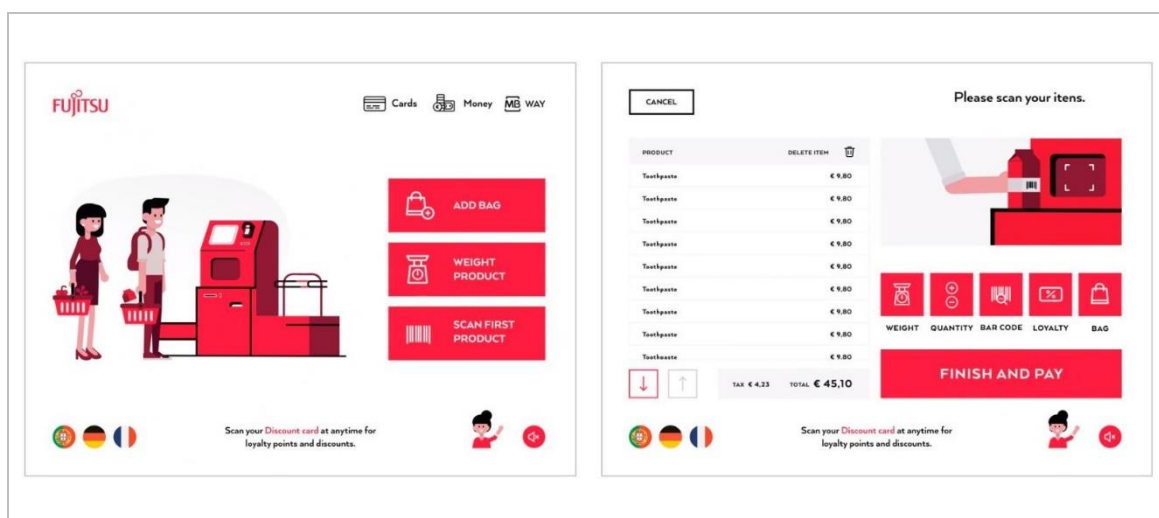 FUJITSU
Cards
Money
MB WAY
ADD BAG
WEIGHT
PRODUCT
SCAN FIRST
PRODUCT
Scan your Discount card at anytime for
loyalty points and discounts.
CANCEL
Please scan your itens.
PRODUCT DELETE ITEM
Toothpaste € 9,80
Toothpaste € 9,80
Toothpaste € 9,80
Toothpaste € 9,80
Toothpaste € 9,80
Toothpaste € 9,80
Toothpaste € 9,80
Toothpaste € 9,80
Toothpaste € 9,80
TAX € 4,23 TOTAL € 45,10
WEIGHT QUANTITY BAR CODE LOYALTY BAG
FINISH AND PAY
Scan your Discount card at anytime for
loyalty points and discounts.